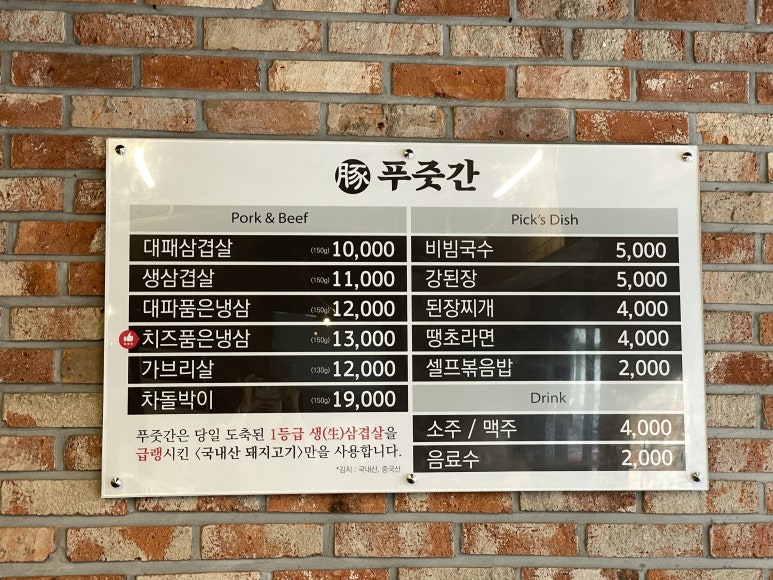 豚 푸줏간
Pork & Beef
대패삼겹살 (150g) 10,000
생삼겹살 (150g) 11,000
대파품은냉삼 (150g) 12,000
치즈품은냉삼 (150g) 13,000
가브리살 (130g) 12,000
차돌박이 (150g) 19,000
푸줏간은 당일 도축된 1등급 생(生)삼겹살을
급랭시킨 <국내산 돼지고기>만을 사용합니다.
*김치 : 국내산, 중국산
Pick's Dish
비빔국수 5,000
강된장 5,000
된장찌개 4,000
땡초라면 4,000
셀프볶음밥 2,000
Drink
소주 / 맥주 4,000
음료수 2,000